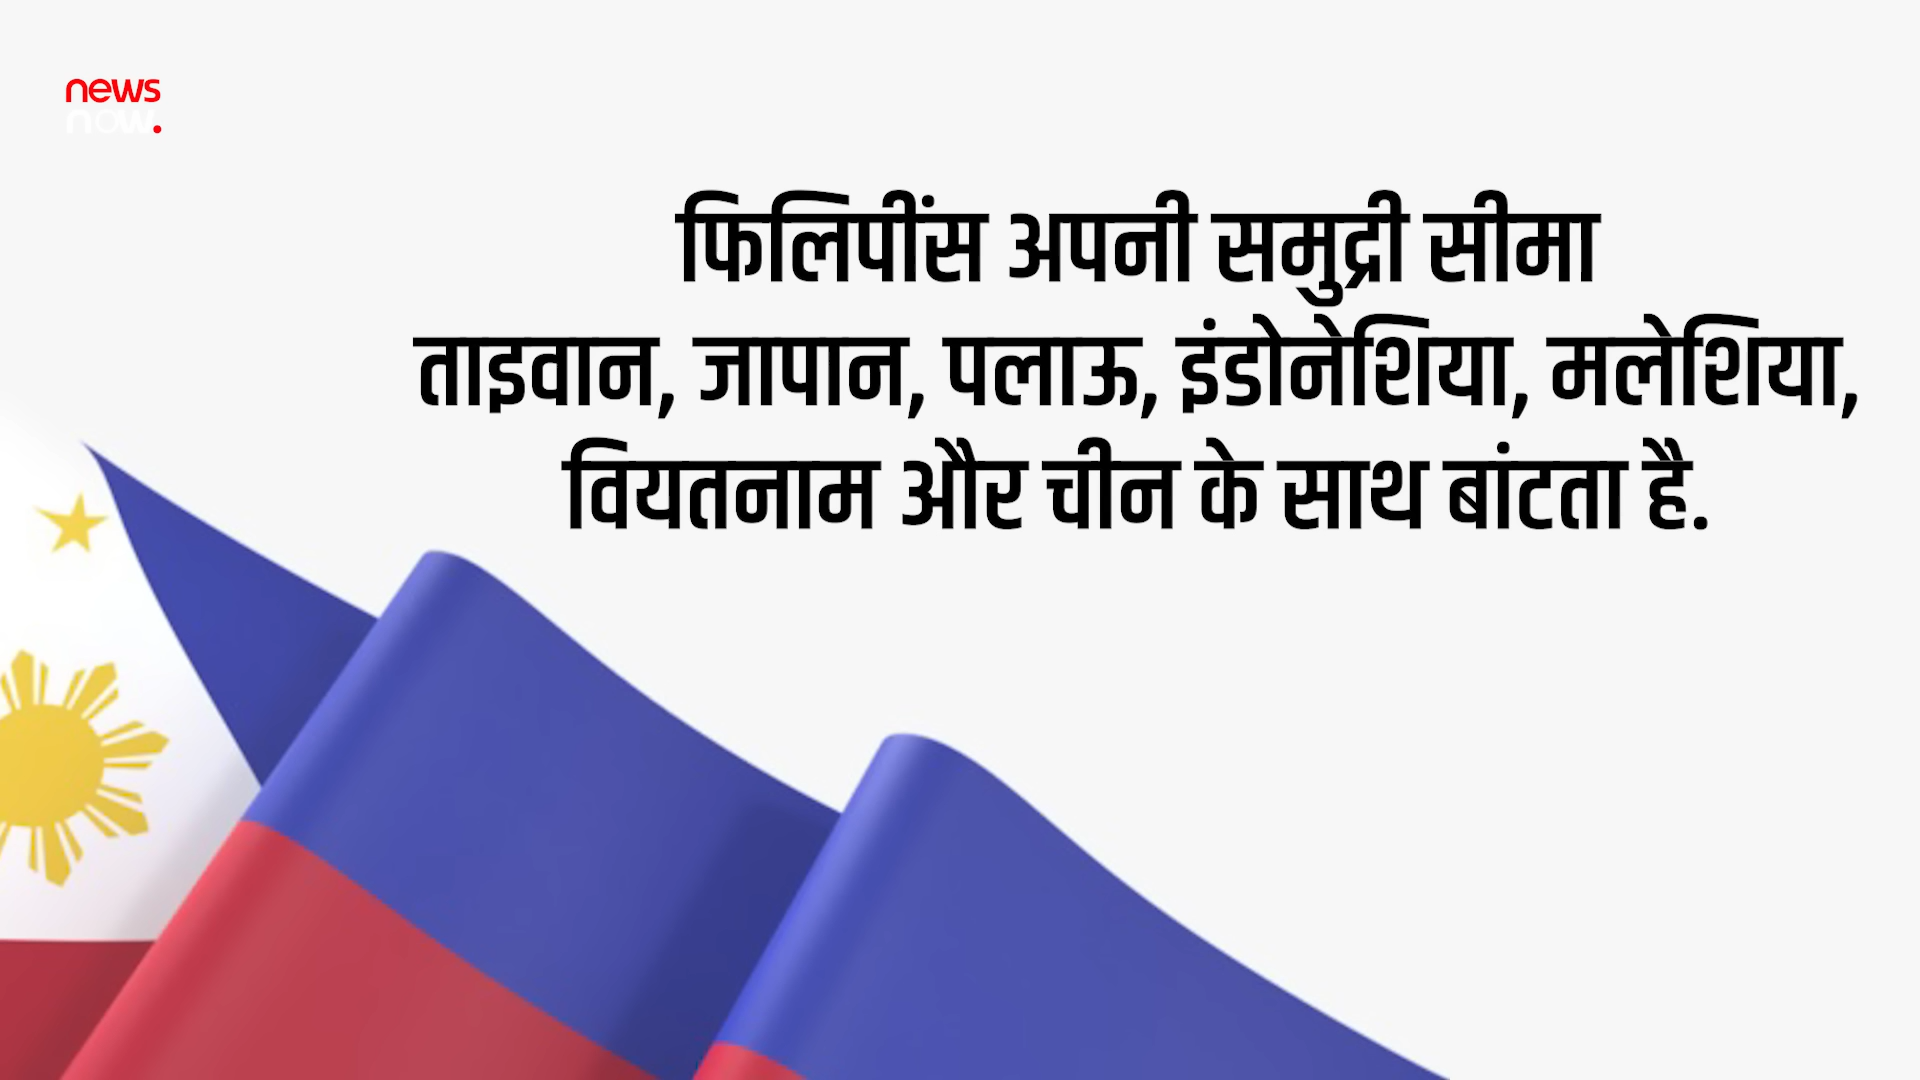 news
now.
फिलिपींस अपनी समुद्री सीमा
ताइवान, जापान, पलाऊ, इंडोनेशिया, मलेशिया,
वियतनाम और चीन के साथ बांटता है.